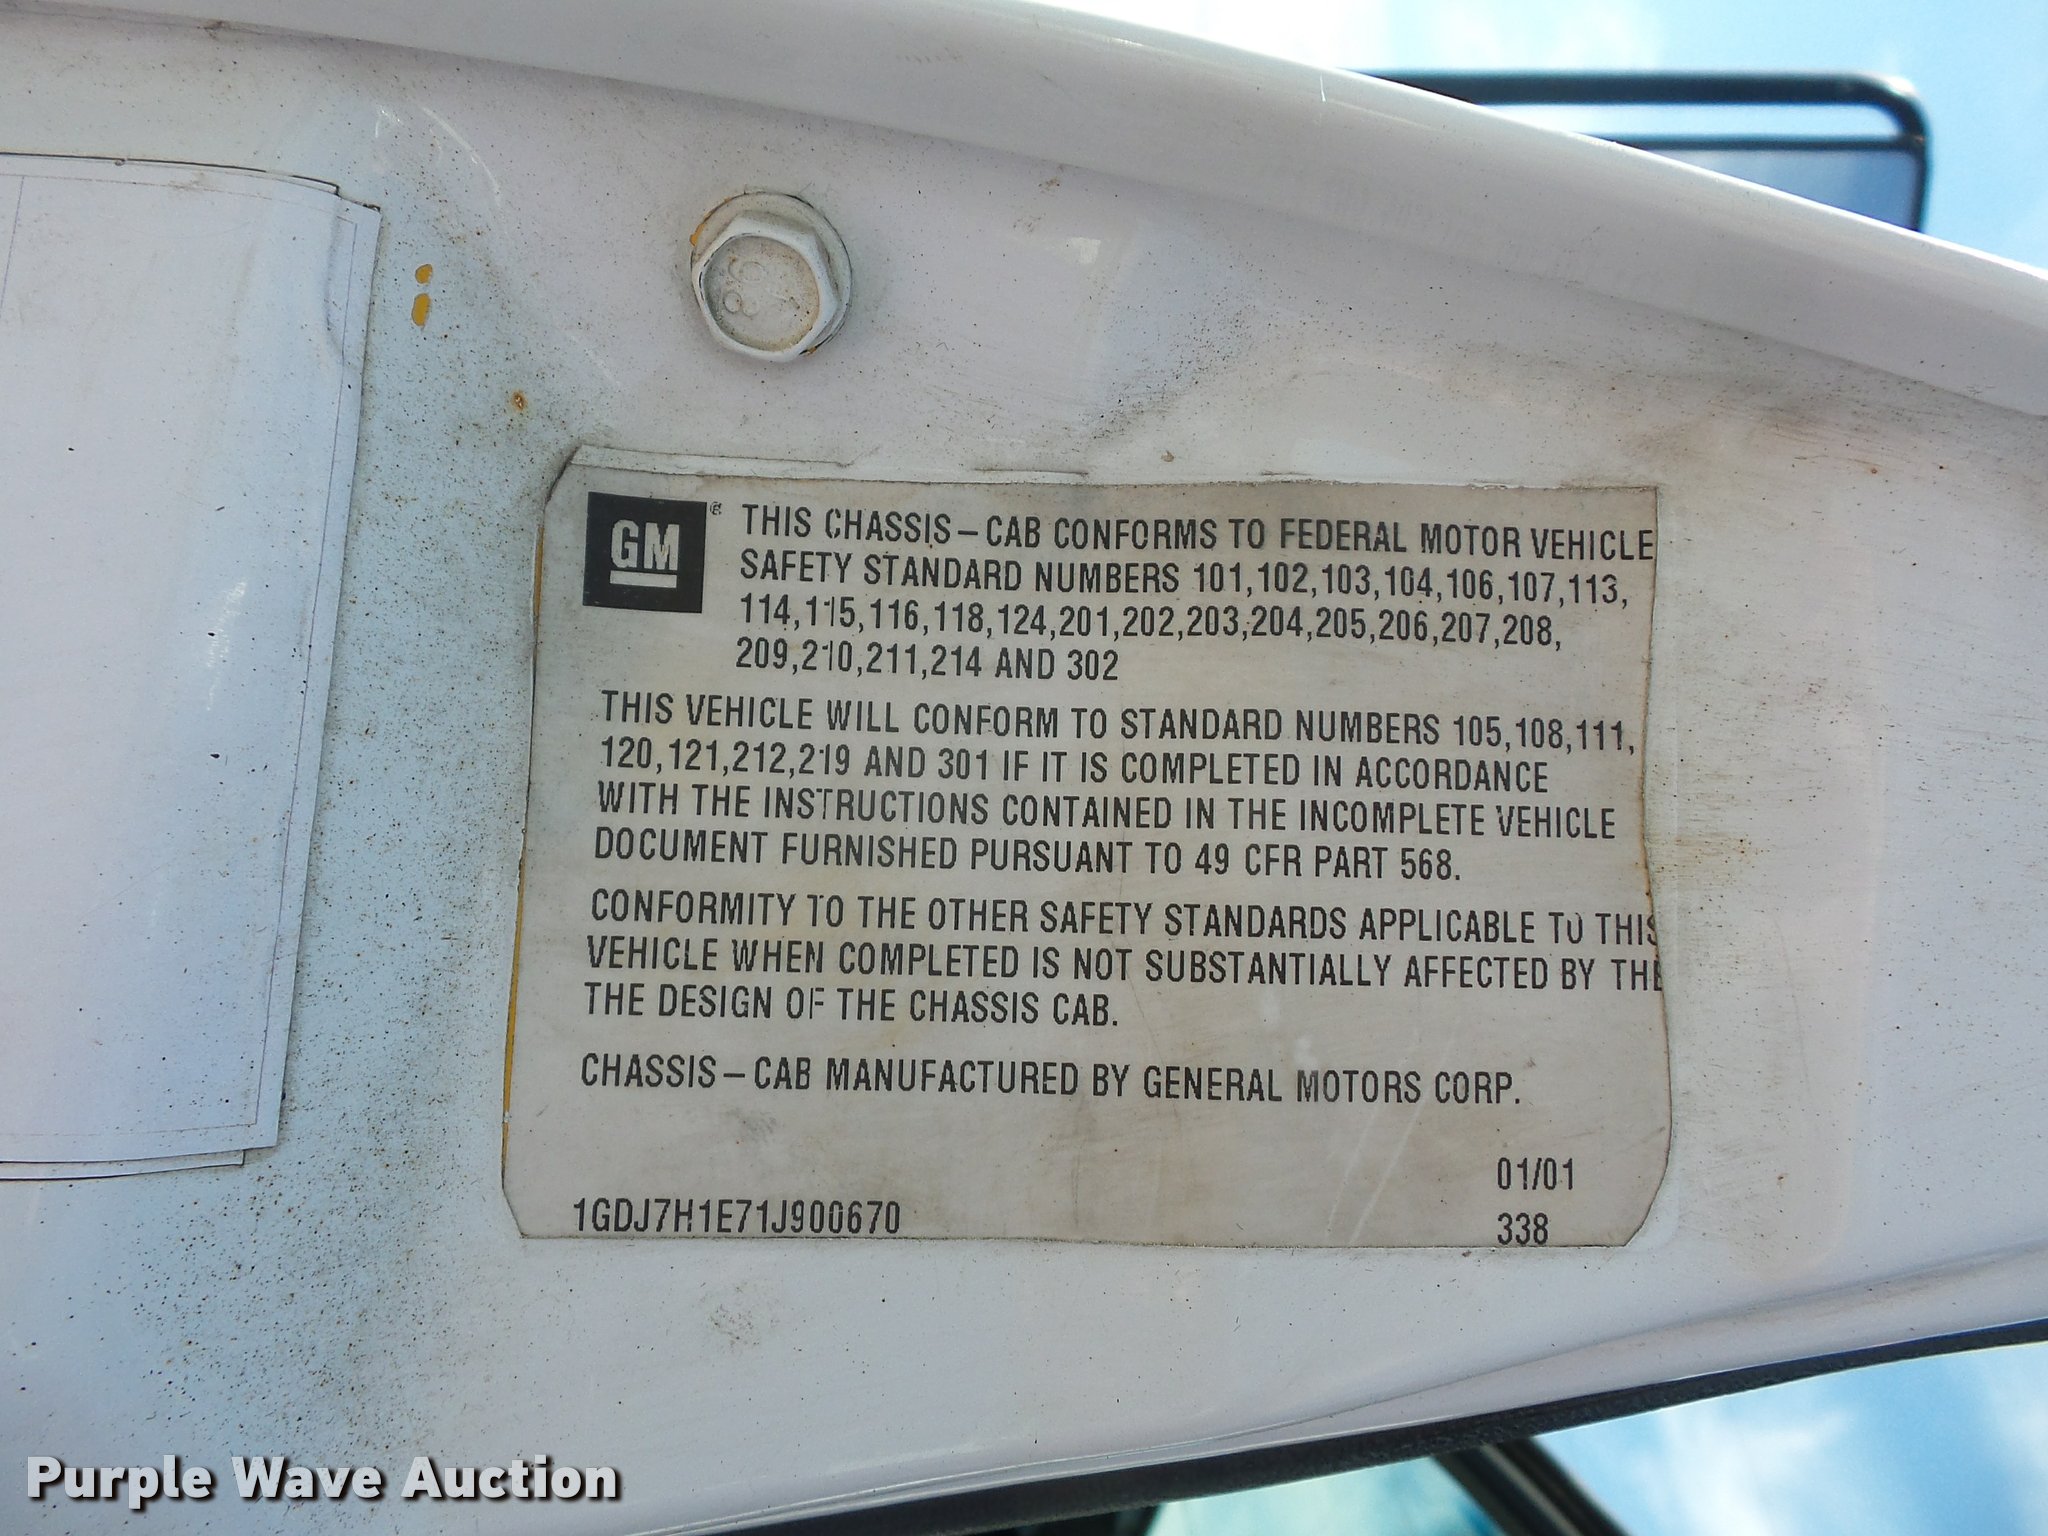 GM®
THIS CHASSIS-CAB CONFORMS TO FEDERAL MOTOR VEHICLE
SAFETY STANDARD NUMBERS 101,102,103,104,106,107,113,
114,115,116,118,124,201,202,203,204,205,206,207,208,
209,210,211,214 AND 302
THIS VEHICLE WILL CONFORM TO STANDARD NUMBERS 105,108,111,
120,121,212,219 AND 301 IF IT IS COMPLETED IN ACCORDANCE
WITH THE INSTRUCTIONS CONTAINED IN THE INCOMPLETE VEHICLE
DOCUMENT FURNISHED PURSUANT TO 49 CFR PART 568.
CONFORMITY TO THE OTHER SAFETY STANDARDS APPLICABLE TO THIS
VEHICLE WHEN COMPLETED IS NOT SUBSTANTIALLY AFFECTED BY THE
THE DESIGN OF THE CHASSIS CAB.
CHASSIS-CAB MANUFACTURED BY GENERAL MOTORS CORP.
01/01
1GDJ7H1E71J900670 338
Purple Wave Auction